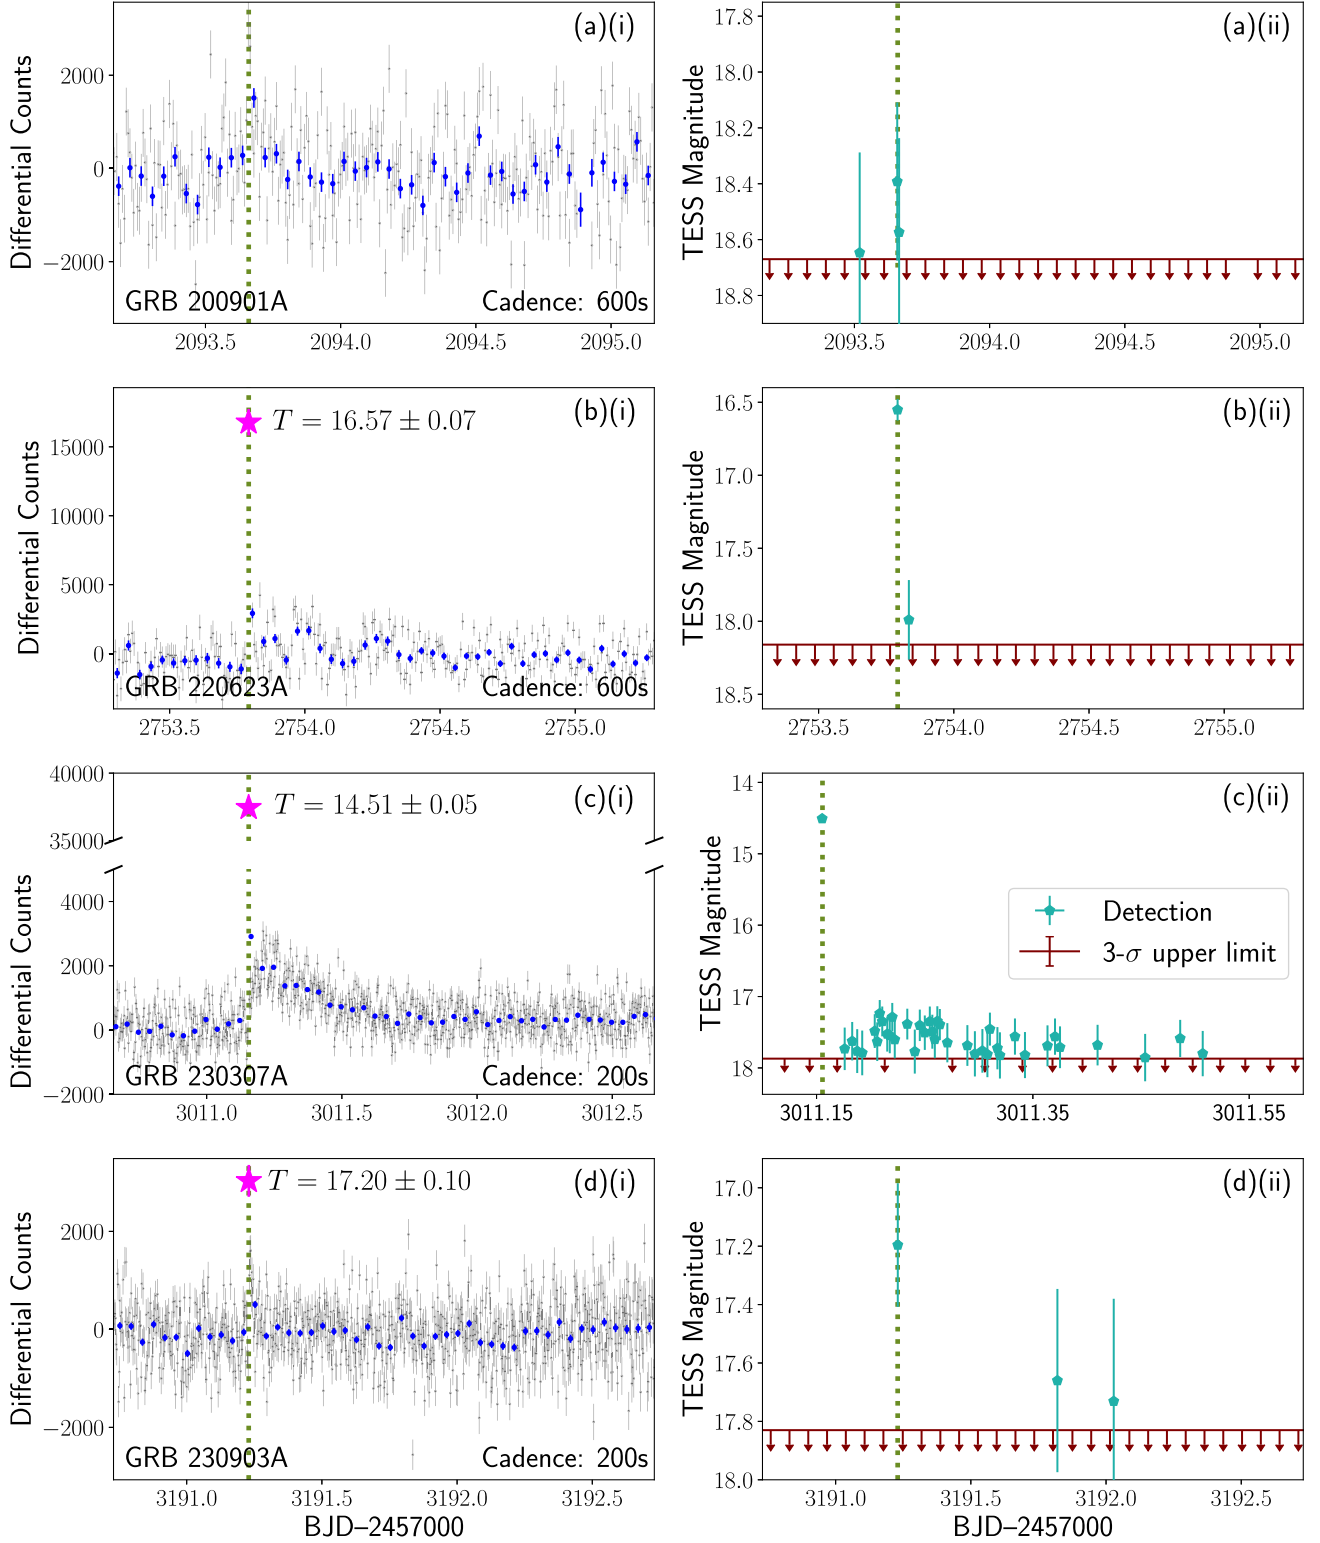 (a)(i)
Differential Counts
2000
0
−2000
GRB 200901A
Cadence: 600s
2093.5 2094.0 2094.5 2095.0
(a)(ii)
TESS Magnitude
17.8
18.0
18.2
18.4
18.6
18.8
2093.5 2094.0 2094.5 2095.0
(b)(i)
T = 16.57 ± 0.07
Differential Counts
15000
10000
5000
0
GRB 220623A
Cadence: 600s
2753.5 2754.0 2754.5 2755.0
(b)(ii)
TESS Magnitude
16.5
17.0
17.5
18.0
18.5
2753.5 2754.0 2754.5 2755.0
(c)(i)
T = 14.51 ± 0.05
Differential Counts
40000
35000
4000
2000
0
−2000
GRB 230307A
Cadence: 200s
3011.0 3011.5 3012.0 3012.5
(c)(ii)
TESS Magnitude
14
15
16
17
18
Detection
3-σ upper limit
3011.15 3011.35 3011.55
(d)(i)
T = 17.20 ± 0.10
Differential Counts
2000
0
−2000
GRB 230903A
Cadence: 200s
3191.0 3191.5 3192.0 3192.5
BJD–2457000
(d)(ii)
TESS Magnitude
17.0
17.2
17.4
17.6
17.8
18.0
3191.0 3191.5 3192.0 3192.5
BJD–2457000